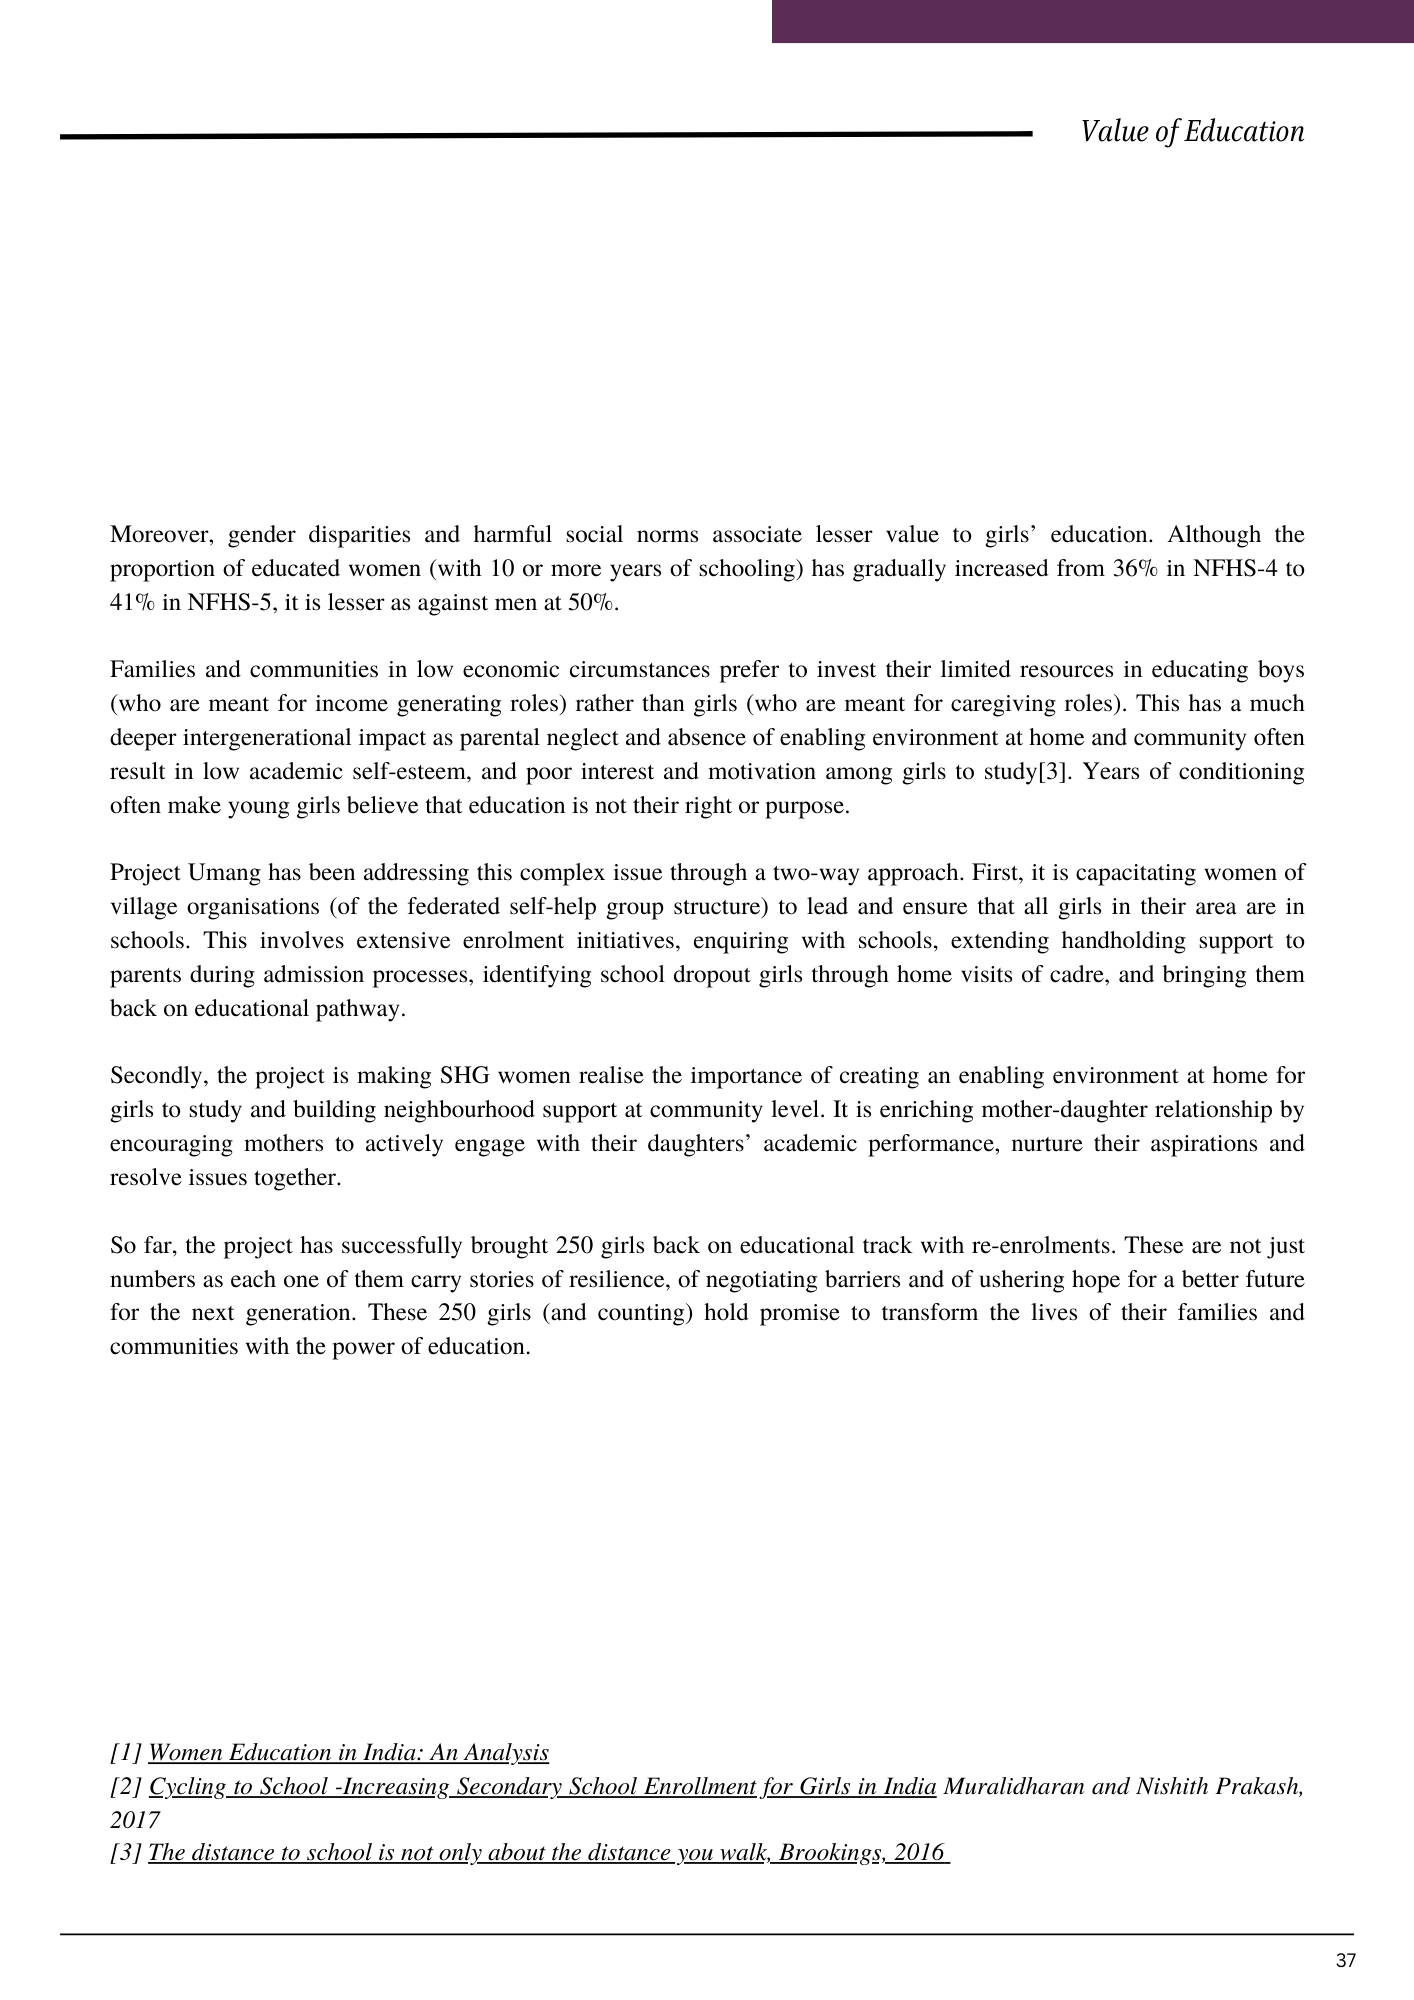 Value of Education
Moreover, gender disparities and harmful social norms associate lesser value to girls’ education. Although the
proportion of educated women (with 10 or more years of schooling) has gradually increased from 36% in NFHS-4 to
41% in NFHS-5, it is lesser as against men at 50%.
Families and communities in low economic circumstances prefer to invest their limited resources in educating boys
(who are meant for income generating roles) rather than girls (who are meant for caregiving roles). This has a much
deeper intergenerational impact as parental neglect and absence of enabling environment at home and community often
result in low academic self-esteem, and poor interest and motivation among girls to study[3]. Years of conditioning
often make young girls believe that education is not their right or purpose.
Project Umang has been addressing this complex issue through a two-way approach. First, it is capacitating women of
village organisations (of the federated self-help group structure) to lead and ensure that all girls in their area are in
schools. This involves extensive enrolment initiatives, enquiring with schools, extending handholding support to
parents during admission processes, identifying school dropout girls through home visits of cadre, and bringing them
back on educational pathway.
Secondly, the project is making SHG women realise the importance of creating an enabling environment at home for
girls to study and building neighbourhood support at community level. It is enriching mother-daughter relationship by
encouraging mothers to actively engage with their daughters’ academic performance, nurture their aspirations and
resolve issues together.
So far, the project has successfully brought 250 girls back on educational track with re-enrolments. These are not just
numbers as each one of them carry stories of resilience, of negotiating barriers and of ushering hope for a better future
for the next generation. These 250 girls (and counting) hold promise to transform the lives of their families and
communities with the power of education.
[1] Women Education in India: An Analysis
[2] Cycling to School -Increasing Secondary School Enrollment for Girls in India Muralidharan and Nishith Prakash,
2017
[3] The distance to school is not only about the distance you walk, Brookings, 2016
37